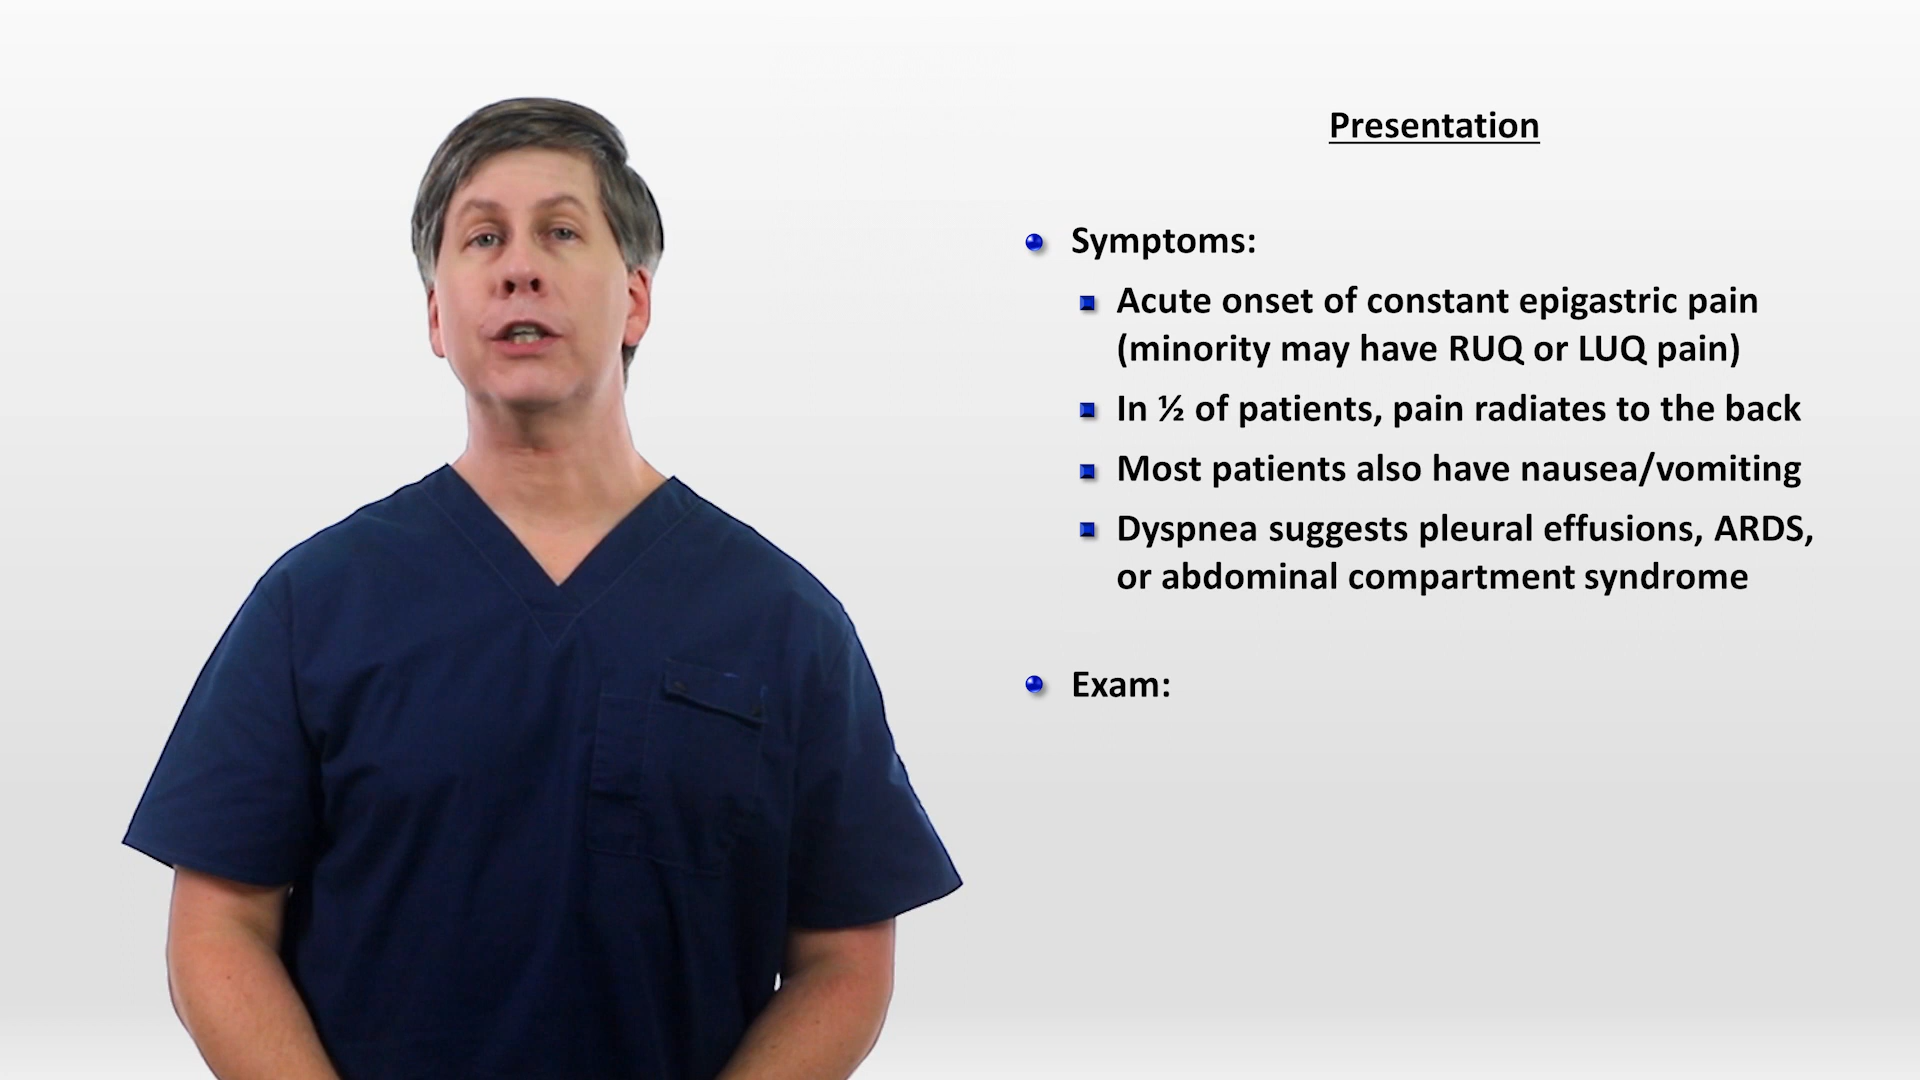 Presentation
Symptoms:
Acute onset of constant epigastric pain
(minority may have RUQ or LUQ pain)
In ½ of patients, pain radiates to the back
Most patients also have nausea/vomiting
Dyspnea suggests pleural effusions, ARDS,
or abdominal compartment syndrome
Exam: